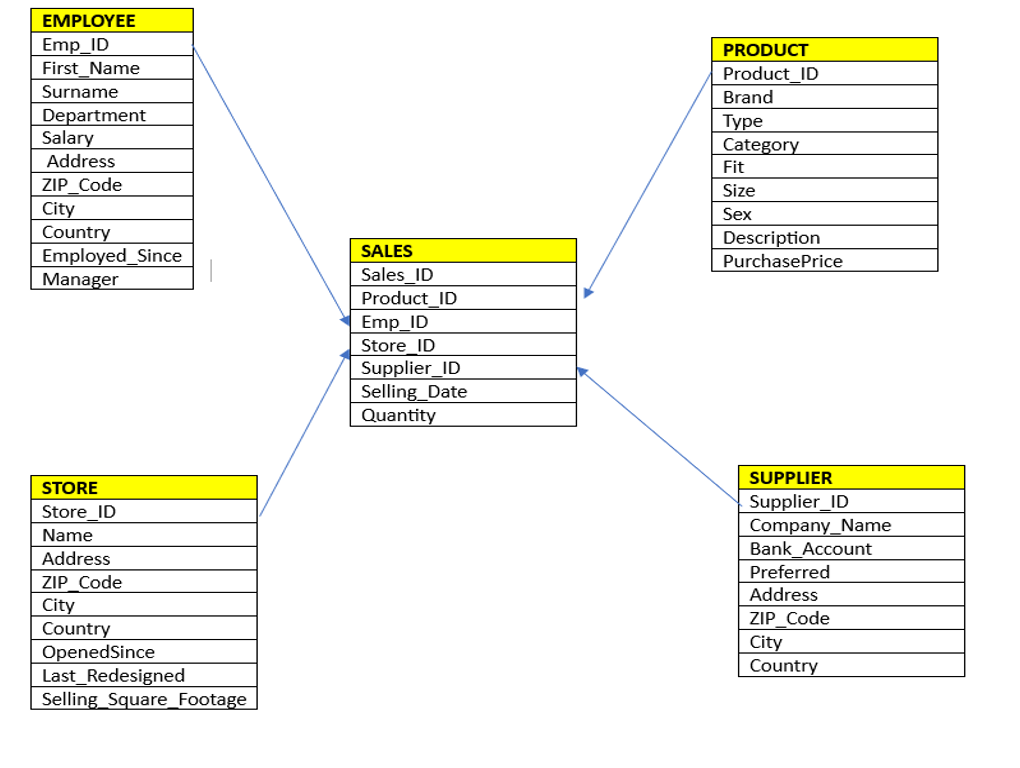 EMPLOYEE
Emp_ID
First_Name
Surname
Department
Salary
Address
ZIP_Code
City
Country
Employed_Since
Manager
PRODUCT
Product_ID
Brand
Type
Category
Fit
Size
Sex
Description
PurchasePrice
SALES
Sales_ID
Product_ID
Emp_ID
Store_ID
Supplier_ID
Selling_Date
Quantity
STORE
Store_ID
Name
Address
ZIP_Code
City
Country
OpenedSince
Last_Redesigned
Selling_Square_Footage
SUPPLIER
Supplier_ID
Company_Name
Bank_Account
Preferred
Address
ZIP_Code
City
Country